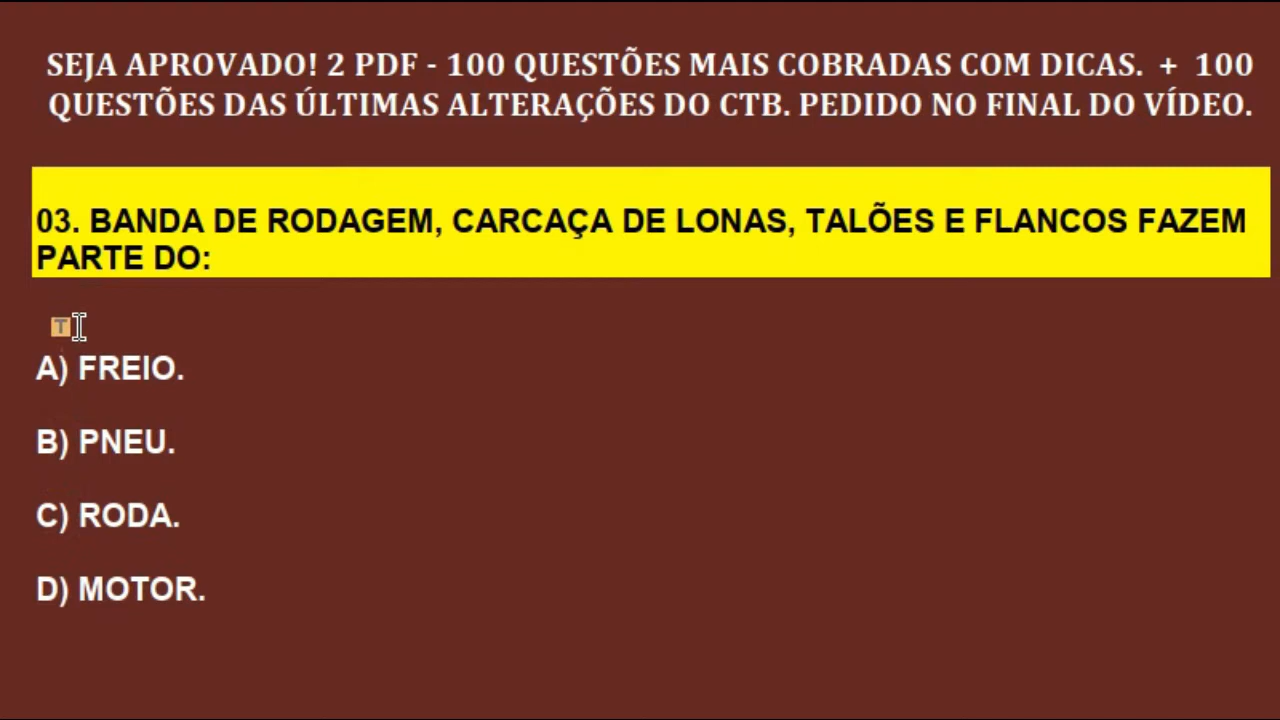 SEJA APROVADO! 2 PDF - 100 QUESTÕES MAIS COBRADAS COM DICAS. + 100
QUESTÕES DAS ÚLTIMAS ALTERAÇÕES DO CTB. PEDIDO NO FINAL DO VÍDEO.
03. BANDA DE RODAGEM, CARCAÇA DE LONAS, TALÕES E FLANCOS FAZEM
PARTE DO:
T
A) FREIO.
B) PNEU.
C) RODA.
D) MOTOR.